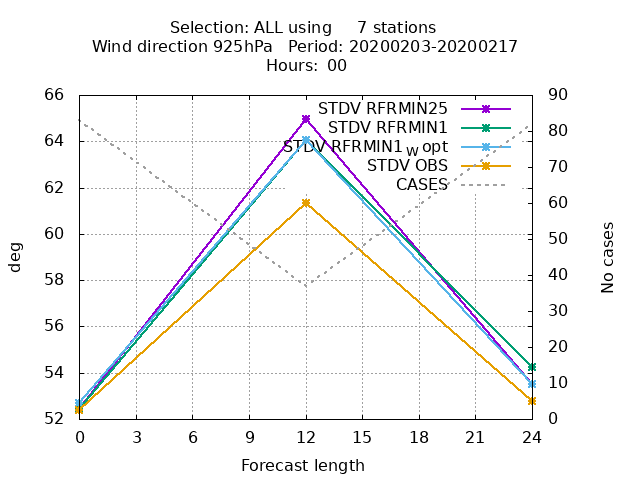 Selection: ALL using 7 stations
Wind direction 925hPa Period: 20200203-20200217
Hours: 00
66
64
62
60
58
56
54
52
deg
90
80
70
60
50
40
30
20
10
0
No cases
STDV RFRMIN25
STDV RFRMIN1
STDV RFRMIN1_w opt
STDV OBS
CASES
0 3 6 9 12 15 18 21 24
Forecast length